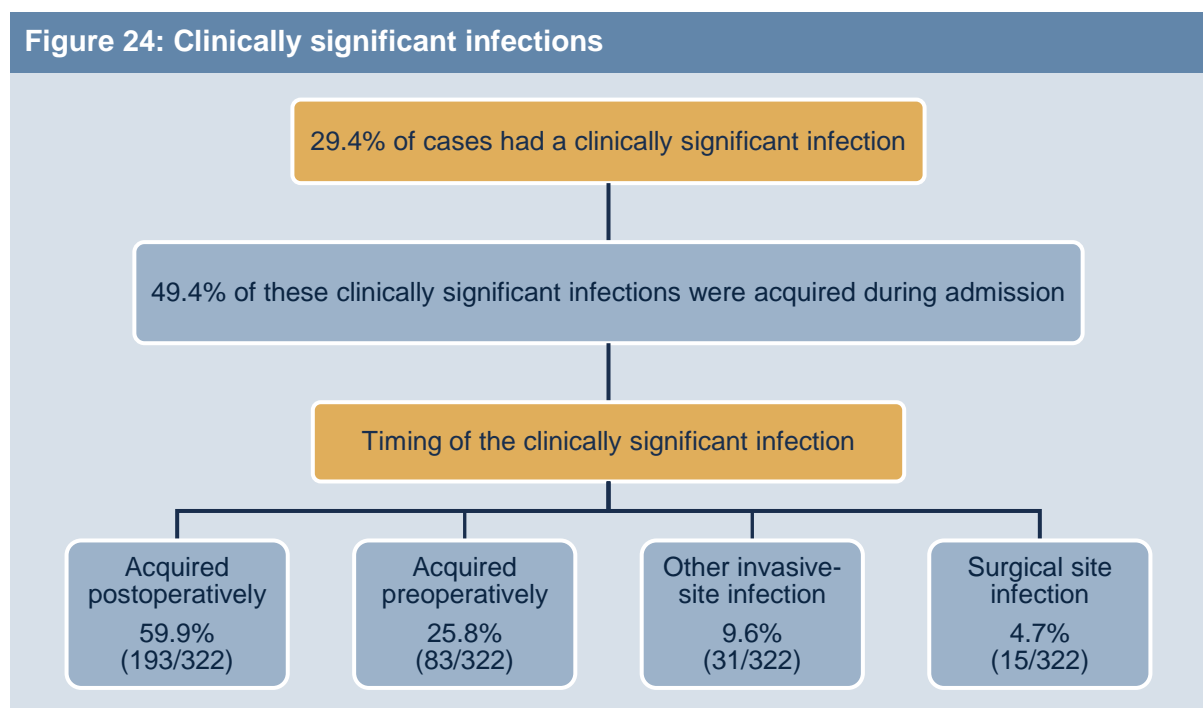 Figure 24: Clinically significant infections
29.4% of cases had a clinically significant infection
49.4% of these clinically significant infections were acquired during admission
Timing of the clinically significant infection
Acquired
postoperatively
59.9%
(193/322)
Acquired
preoperatively
25.8%
(83/322)
Other invasive-
site infection
9.6%
(31/322)
Surgical site
infection
4.7%
(15/322)